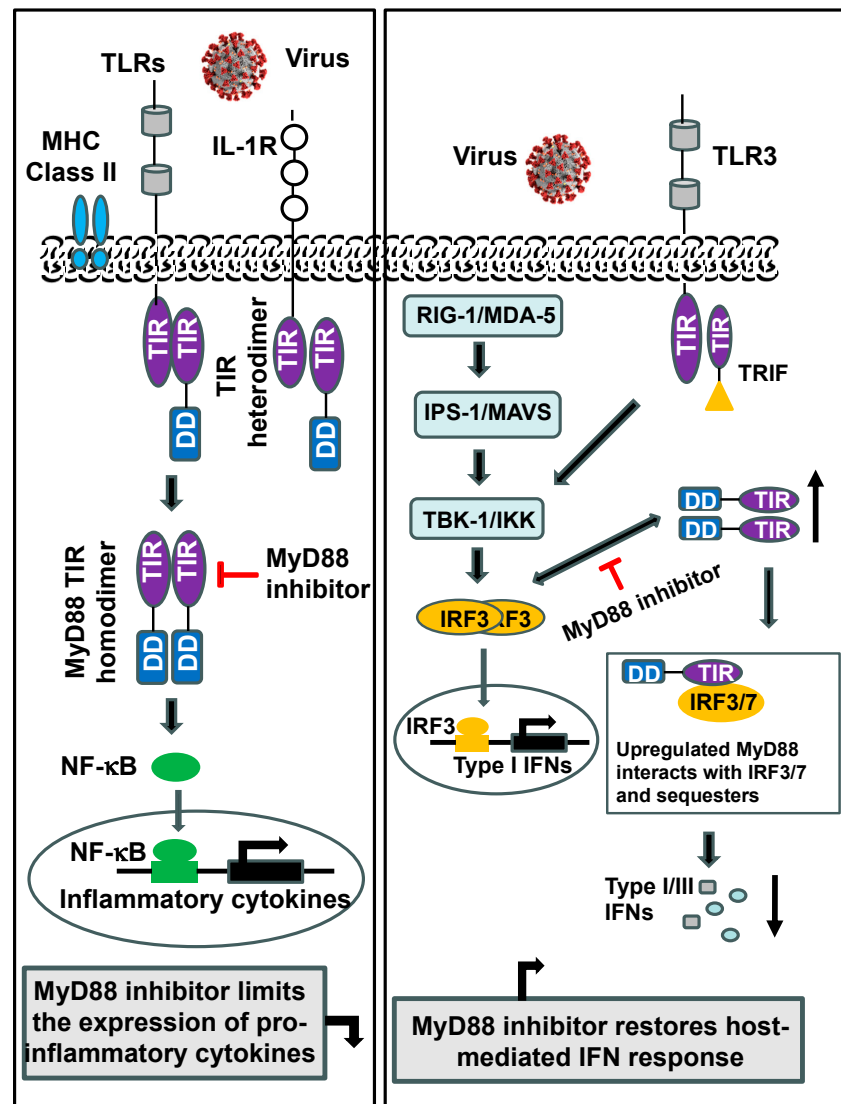 TLRs
Virus
MHC
Class II
IL-1R
TIR
TIR
DD
TIR
heterodimer
TIR
TIR
DD
MyD88 TIR
homodimer
TIR
TIR
DD
DD
MyD88
inhibitor
NF-κB
NF-κB
Inflammatory cytokines
MyD88 inhibitor limits
the expression of pro-
inflammatory cytokines
Virus
TLR3
RIG-1/MDA-5
TIR
TIR
TRIF
IPS-1/MAVS
TBK-1/IKK
DD
TIR
DD
TIR
IRF3
RF3
MyD88 inhibitor
IRF3
Type I IFNs
DD
TIR
IRF3/7
Upregulated MyD88
interacts with IRF3/7
and sequesters
Type I/III
IFNs
MyD88 inhibitor restores host-
mediated IFN response